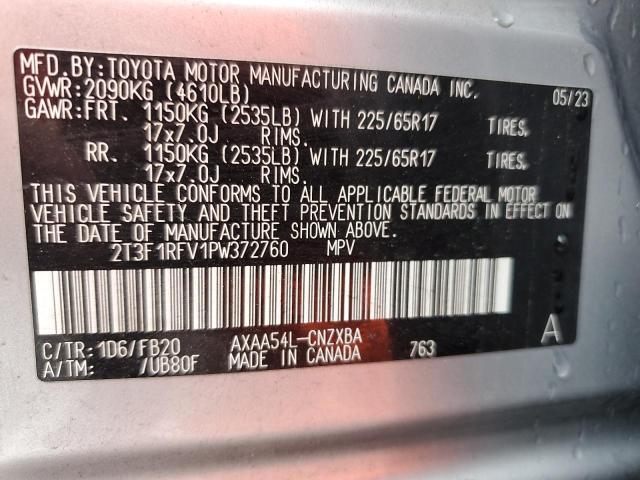 MFD.BY:TOYOTA MOTOR MANUFACTURING CANADA INC.
GVWR:2090KG (4610LB) 05/23
GAWR:FRT. 1150KG (2535LB) WITH 225/65R17 TIRES,
17x7.0J RIMS.
RR. 1150KG (2535LB) WITH 225/65R17 TIRES,
17x7.0J RIMS.
THIS VEHICLE CONFORMS TO ALL APPLICABLE FEDERAL MOTOR
VEHICLE SAFETY AND THEFT PREVENTION STANDARDS IN EFFECT ON
THE DATE OF MANUFACTURE SHOWN ABOVE.
2T3F1RFV1PW372760 MPV
C/TR:1D6/FB20 AXAA54L-CNZXBA A
A/TM: /UB80F MADE IN CANADA 763